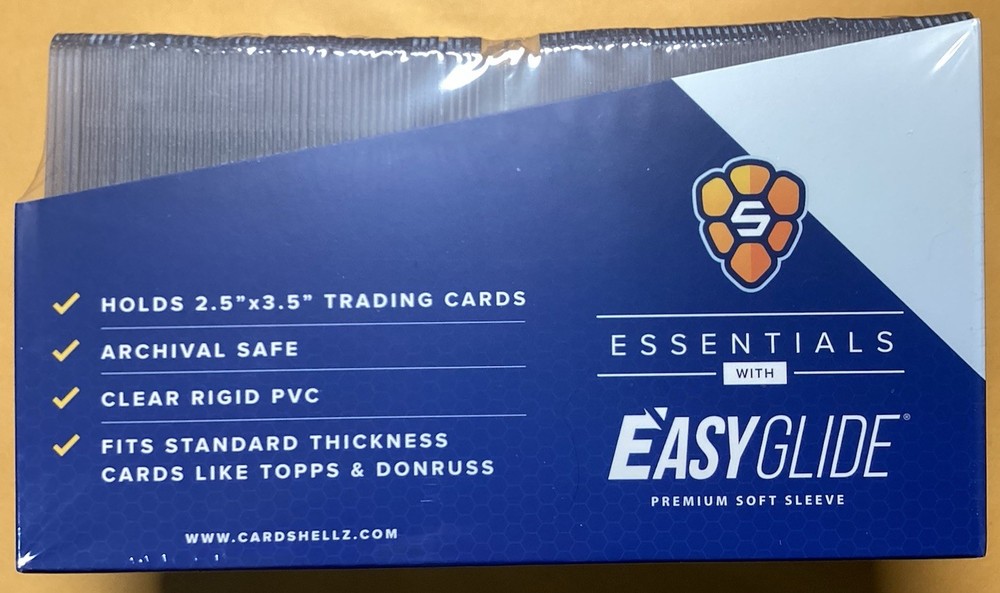 HOLDS 2.5”x3.5” TRADING CARDS
ARCHIVAL SAFE
CLEAR RIGID PVC
FITS STANDARD THICKNESS
CARDS LIKE TOPPS & DONRUSS
WWW.CARDSHELLZ.COM
S
ESSENTIALS
WITH
EASYGLIDE®
PREMIUM SOFT SLEEVE